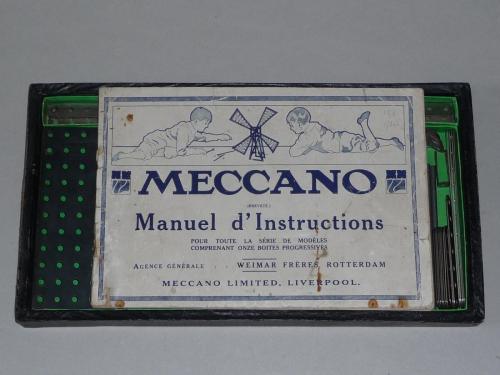 MECCANO
(BREVETÉ)
Manuel d'Instructions
POUR TOUTE LA SÉRIE DE MODÈLES
COMPRENANT ONZE BOITES PROGRESSIVES
AGENCE GÉNÉRALE . . WEIMAR FRÈRES, ROTTERDAM
MECCANO LIMITED, LIVERPOOL.